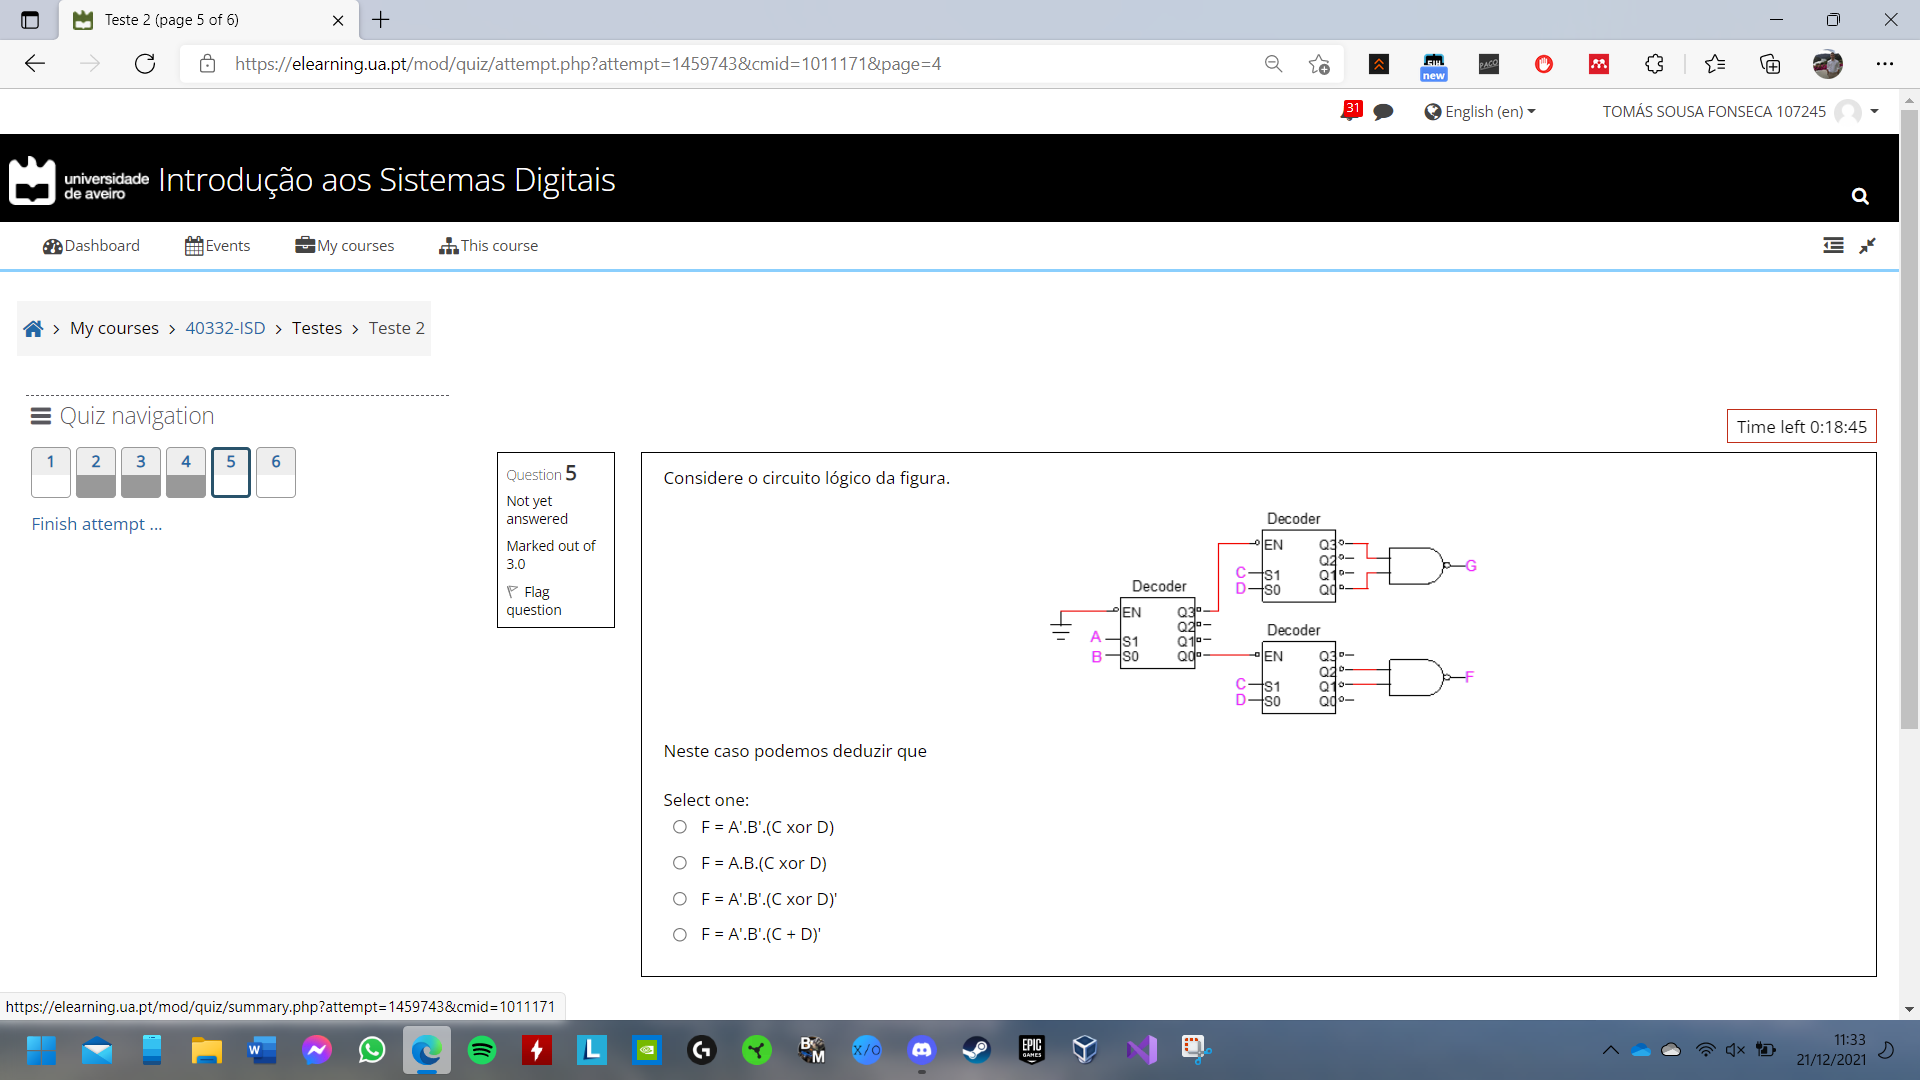 Teste 2 (page 5 of 6)
https://elearning.ua.pt/mod/quiz/attempt.php?attempt=1459743&cmid=1011171&page=4
new
PACO
31
English (en)
TOMÁS SOUSA FONSECA 107245
universidade
de aveiro
Introdução aos Sistemas Digitais
Dashboard
Events
My courses
This course
My courses
40332-ISD
Testes
Teste 2
Quiz navigation
1
2
3
4
5
6
Finish attempt ...
Time left 0:18:45
Question 5
Not yet
answered
Marked out of
3.0
Flag
question
Considere o circuito lógico da figura.
Decoder
EN
Q3
Q2
C
S1
Q1
D
S0
Q0
G
Decoder
EN
Q3
Q2
A
S1
Q1
B
S0
Q0
Decoder
EN
Q3
Q2
C
S1
Q1
D
S0
Q0
F
Neste caso podemos deduzir que
Select one:
F = A'.B'.(C xor D)
F = A.B.(C xor D)
F = A'.B'.(C xor D)'
F = A'.B'.(C + D)'
https://elearning.ua.pt/mod/quiz/summary.php?attempt=1459743&cmid=1011171
W
L
G
B
M
X/O
EPIC
GAMES
11:33
21/12/2021